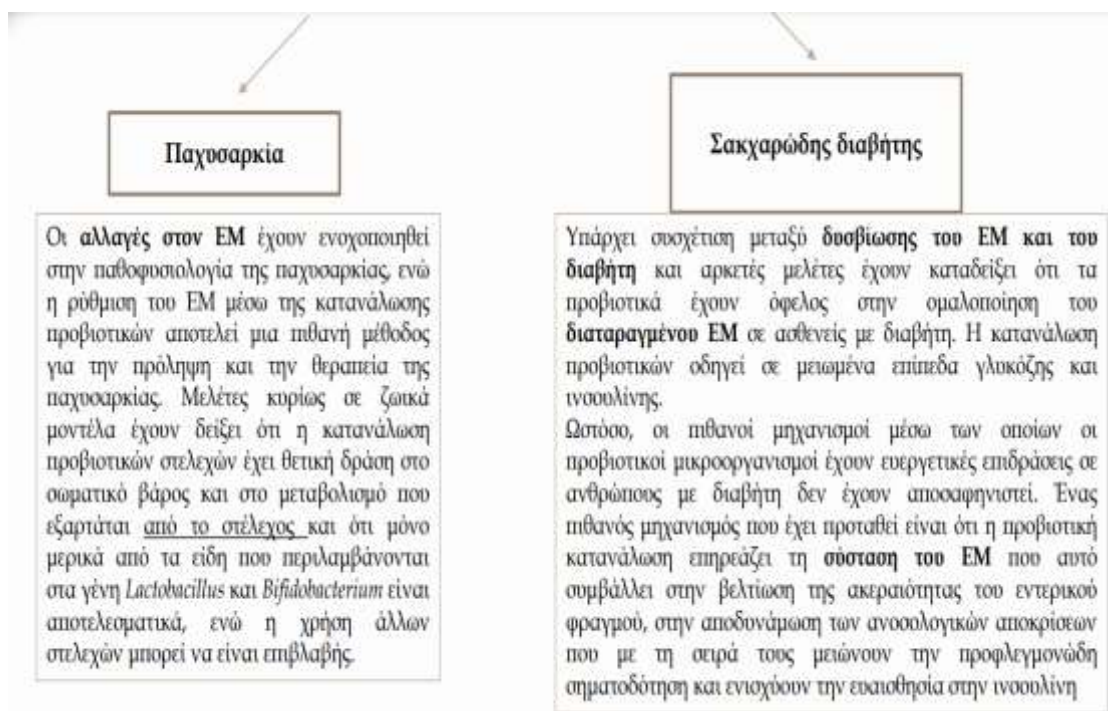 Παχυσαρκία
Οι αλλαγές στον ΕΜ έχουν ενοχοποιηθεί
στην παθοφυσιολογία της παχυσαρκίας, ενώ
η ρύθμιση του ΕΜ μέσω της κατανάλωσης
προβιοτικών αποτελεί μια πιθανή μέθοδος
για την πρόληψη και την θεραπεία της
παχυσαρκίας. Μελέτες κυρίως σε ζωικά
μοντέλα έχουν δείξει ότι η κατανάλωση
προβιοτικών στελεχών έχει θετική δράση στο
σωματικό βάρος και στο μεταβολισμό που
εξαρτάται από το στέλεχος και ότι μόνο
μερικά από τα είδη που περιλαμβάνονται
στα γένη Lactobacillus και Bifidobacterium είναι
αποτελεσματικά, ενώ η χρήση άλλων
στελεχών μπορεί να είναι επιβλαβής.
Σακχαρώδης διαβήτης
Υπάρχει συσχέτιση μεταξύ δυσβίωσης του ΕΜ και του
διαβήτη και αρκετές μελέτες έχουν καταδείξει ότι τα
προβιοτικά έχουν όφελος στην ομαλοποίηση του
διαταραγμένου ΕΜ σε ασθενείς με διαβήτη. Η κατανάλωση
προβιοτικών οδηγεί σε μειωμένα επίπεδα γλυκόζης και
ινσουλίνης.
Ωστόσο, οι πιθανοί μηχανισμοί μέσω των οποίων οι
προβιοτικοί μικροοργανισμοί έχουν ευεργετικές επιδράσεις σε
ανθρώπους με διαβήτη δεν έχουν αποσαφηνιστεί. Ένας
πιθανός μηχανισμός που έχει προταθεί είναι ότι η προβιοτική
κατανάλωση επηρεάζει τη σύσταση του ΕΜ που αυτό
συμβάλλει στην βελτίωση της ακεραιότητας του εντερικού
φραγμού, στην αποδυνάμωση των ανοσολογικών αποκρίσεων
που με τη σειρά τους μειώνουν την προφλεγμονώδη
σηματοδότηση και ενισχύουν την ευαισθησία στην ινσουλίνη